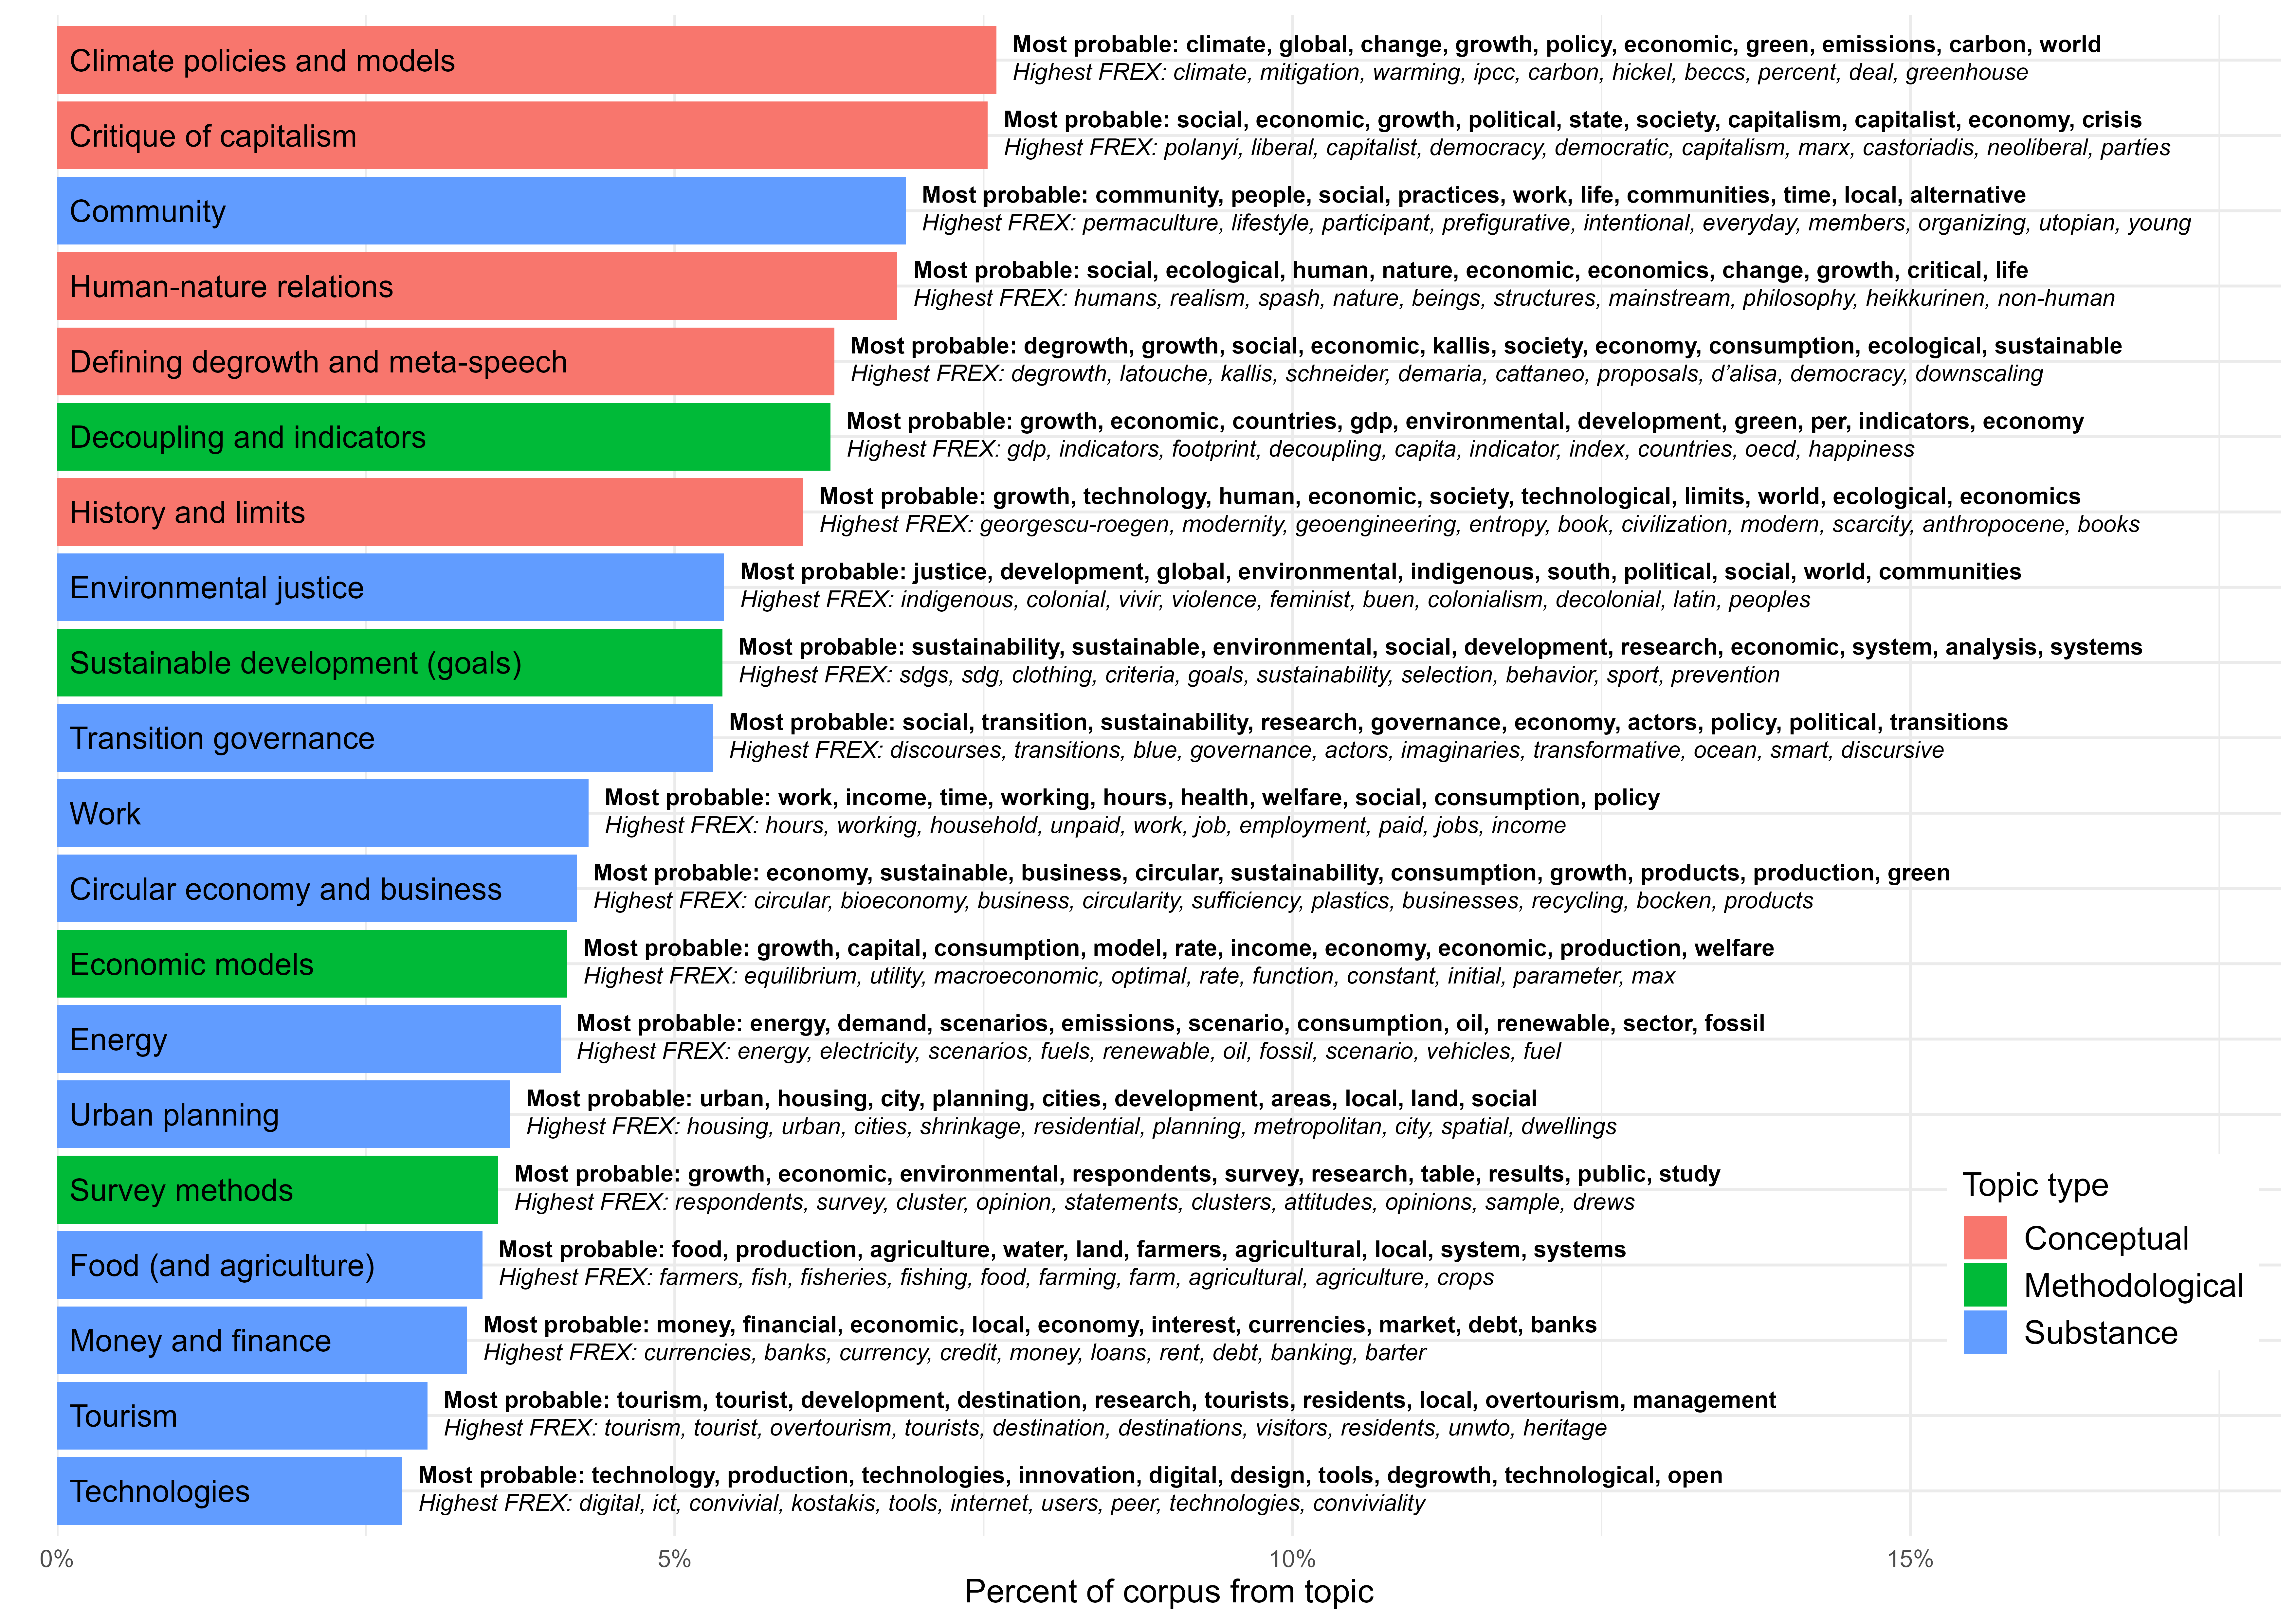 Climate policies and models
Most probable: climate, global, change, growth, policy, economic, green, emissions, carbon, world
Highest FREX: climate, mitigation, warming, ipcc, carbon, hickel, beccs, percent, deal, greenhouse
Critique of capitalism
Most probable: social, economic, growth, political, state, society, capitalism, capitalist, economy, crisis
Highest FREX: polanyi, liberal, capitalist, democracy, democratic, capitalism, marx, castoriadis, neoliberal, parties
Community
Most probable: community, people, social, practices, work, life, communities, time, local, alternative
Highest FREX: permaculture, lifestyle, participant, prefigurative, intentional, everyday, members, organizing, utopian, young
Human-nature relations
Most probable: social, ecological, human, nature, economic, economics, change, growth, critical, life
Highest FREX: humans, realism, spash, nature, beings, structures, mainstream, philosophy, heikkurinen, non-human
Defining degrowth and meta-speech
Most probable: degrowth, growth, social, economic, kallis, society, economy, consumption, ecological, sustainable
Highest FREX: degrowth, latouche, kallis, schneider, demaria, cattaneo, proposals, d’alisa, democracy, downscaling
Decoupling and indicators
Most probable: growth, economic, countries, gdp, environmental, development, green, per, indicators, economy
Highest FREX: gdp, indicators, footprint, decoupling, capita, indicator, index, countries, oecd, happiness
History and limits
Most probable: growth, technology, human, economic, society, technological, limits, world, ecological, economics
Highest FREX: georgescu-roegen, modernity, geoengineering, entropy, book, civilization, modern, scarcity, anthropocene, books
Environmental justice
Most probable: justice, development, global, environmental, indigenous, south, political, social, world, communities
Highest FREX: indigenous, colonial, vivir, violence, feminist, buen, colonialism, decolonial, latin, peoples
Sustainable development (goals)
Most probable: sustainability, sustainable, environmental, social, development, research, economic, system, analysis, systems
Highest FREX: sdgs, sdg, clothing, criteria, goals, sustainability, selection, behavior, sport, prevention
Transition governance
Most probable: social, transition, sustainability, research, governance, economy, actors, policy, political, transitions
Highest FREX: discourses, transitions, blue, governance, actors, imaginaries, transformative, ocean, smart, discursive
Work
Most probable: work, income, time, working, hours, health, welfare, social, consumption, policy
Highest FREX: hours, working, household, unpaid, work, job, employment, paid, jobs, income
Circular economy and business
Most probable: economy, sustainable, business, circular, sustainability, consumption, growth, products, production, green
Highest FREX: circular, bioeconomy, business, circularity, sufficiency, plastics, businesses, recycling, bocken, products
Economic models
Most probable: growth, capital, consumption, model, rate, income, economy, economic, production, welfare
Highest FREX: equilibrium, utility, macroeconomic, optimal, rate, function, constant, initial, parameter, max
Energy
Most probable: energy, demand, scenarios, emissions, scenario, consumption, oil, renewable, sector, fossil
Highest FREX: energy, electricity, scenarios, fuels, renewable, oil, fossil, scenario, vehicles, fuel
Urban planning
Most probable: urban, housing, city, planning, cities, development, areas, local, land, social
Highest FREX: housing, urban, cities, shrinkage, residential, planning, metropolitan, city, spatial, dwellings
Survey methods
Most probable: growth, economic, environmental, respondents, survey, research, table, results, public, study
Highest FREX: respondents, survey, cluster, opinion, statements, clusters, attitudes, opinions, sample, drews
Food (and agriculture)
Most probable: food, production, agriculture, water, land, farmers, agricultural, local, system, systems
Highest FREX: farmers, fish, fisheries, fishing, food, farming, farm, agricultural, agriculture, crops
Money and finance
Most probable: money, financial, economic, local, economy, interest, currencies, market, debt, banks
Highest FREX: currencies, banks, currency, credit, money, loans, rent, debt, banking, barter
Tourism
Most probable: tourism, tourist, development, destination, research, tourists, residents, local, overtourism, management
Highest FREX: tourism, tourist, overtourism, tourists, destination, destinations, visitors, residents, unwto, heritage
Technologies
Most probable: technology, production, technologies, innovation, digital, design, tools, degrowth, technological, open
Highest FREX: digital, ict, convivial, kostakis, tools, internet, users, peer, technologies, conviviality
Topic type
Conceptual
Methodological
Substance
0% 5% 10% 15%
Percent of corpus from topic